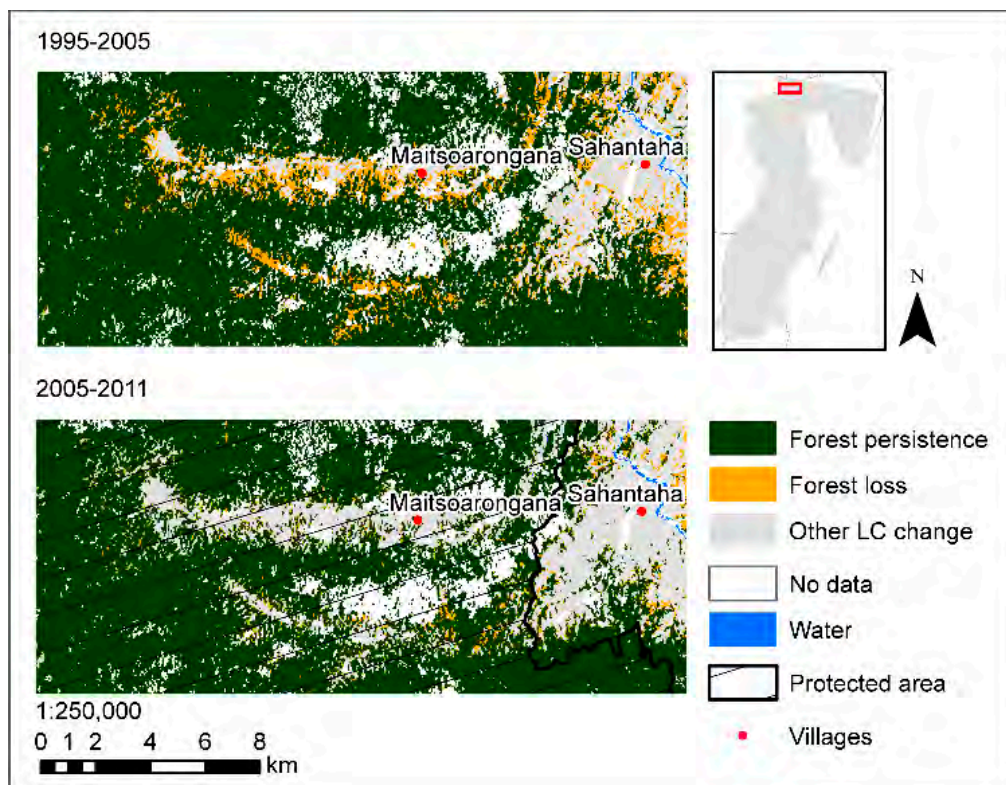 1995-2005
Maitsoarongana
Sahantaha
N
2005-2011
Maitsoarongana
Sahantaha
Forest persistence
Forest loss
Other LC change
No data
Water
Protected area
Villages
1:250,000
0 1 2 4 6 8
km